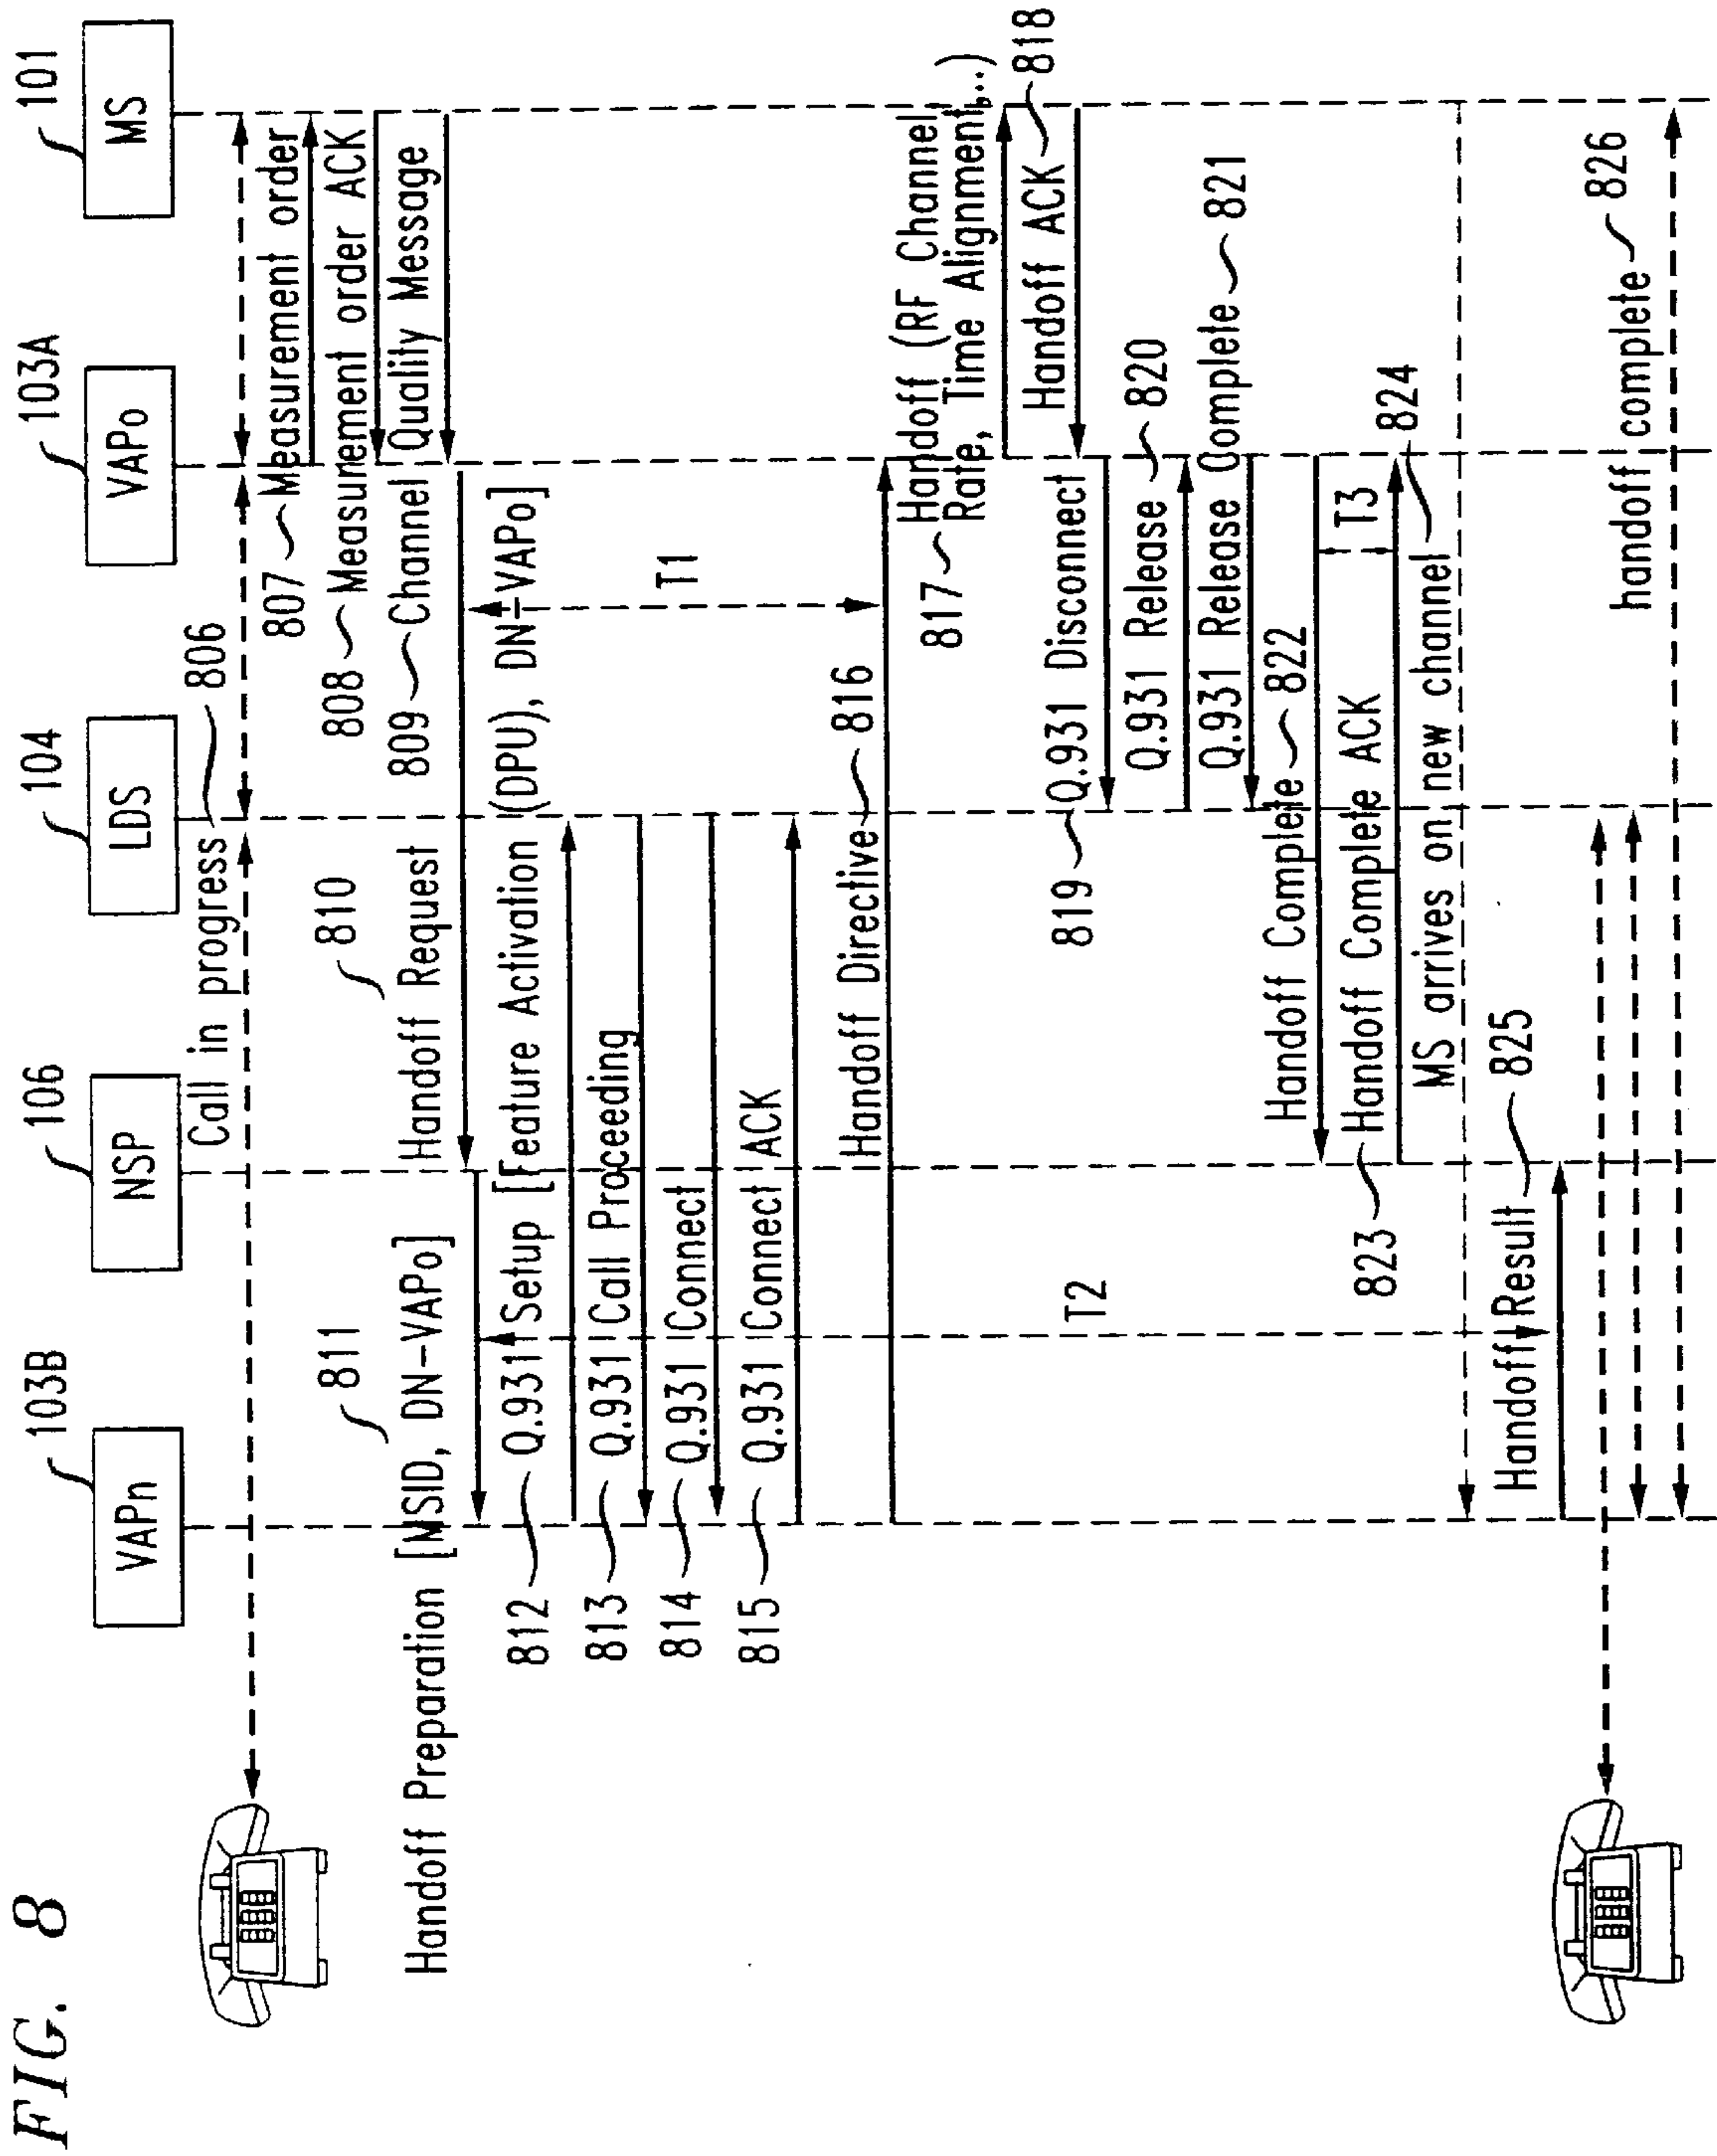 FIG. 8
103B
106
104
103A
101
VAPn
NSP
LDS
VAPo
MS
Call in progress
806
807
Measurement order
808
Measurement order ACK
809
Channel Quality Message
810
Handoff Request
811
Handoff Preparation [MSID, DN-VAPo]
812
Q.931 Setup [Feature Activation (DPU), DN-VAPo]
813
Q.931 Call Proceeding
814
Q.931 Connect
815
Q.931 Connect ACK
T1
Handoff Directive
816
817
Handoff (RF Channel
Rate, Time Alignment,..)
Handoff ACK
818
819
Q.931 Disconnect
Q.931 Release
820
Q.931 Release Complete
821
T2
Handoff Complete
822
T3
823
Handoff Complete ACK
MS arrives on new channel
824
Handoff Result
825
handoff complete
826